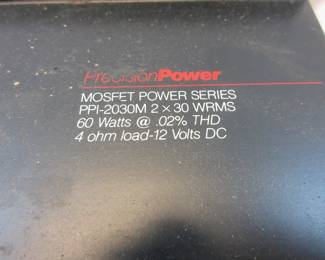 PrecisionPower
MOSFET POWER SERIES
PPI-2030M 2 x 30 WRMS
60 Watts @ .02% THD
4 ohm load-12 Volts DC